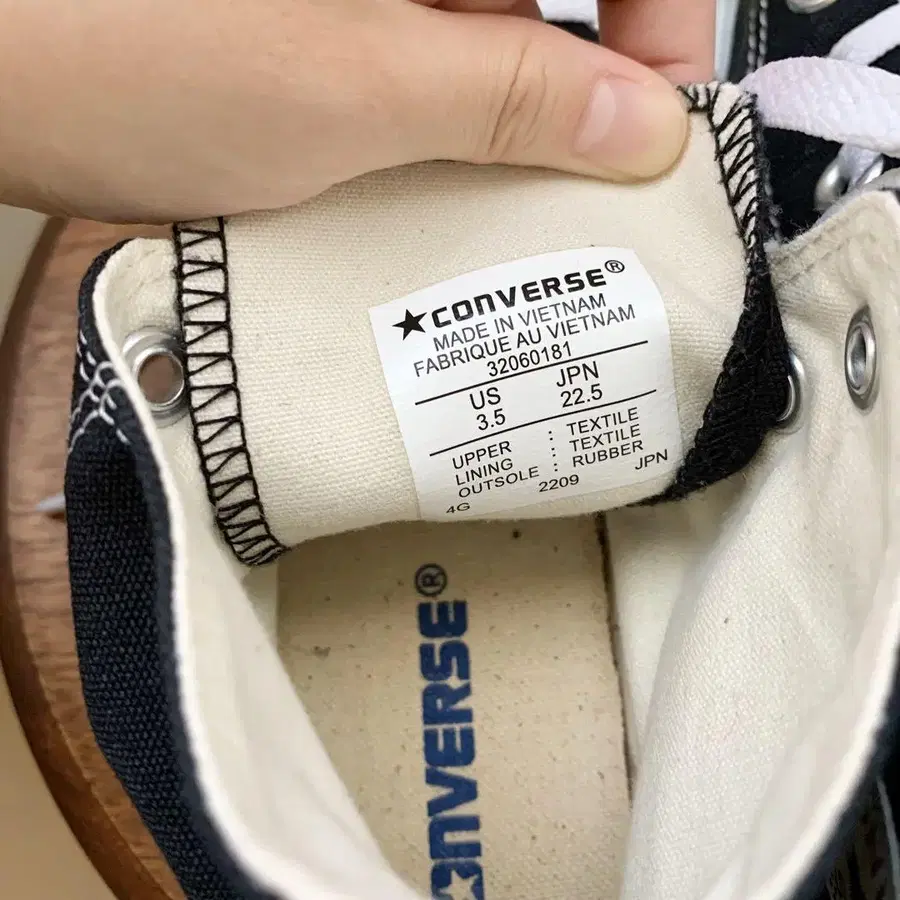 ★CONVERSE®
MADE IN VIETNAM
FABRIQUE AU VIETNAM
32060181
US JPN
3.5 22.5
UPPER : TEXTILE
LINING : TEXTILE
OUTSOLE : RUBBER
4G 2209 JPN
CONVERSE®